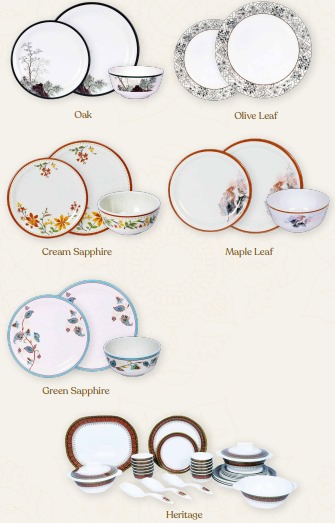 Oak
Olive Leaf
Cream Sapphire
Maple Leaf
Green Sapphire
Heritage